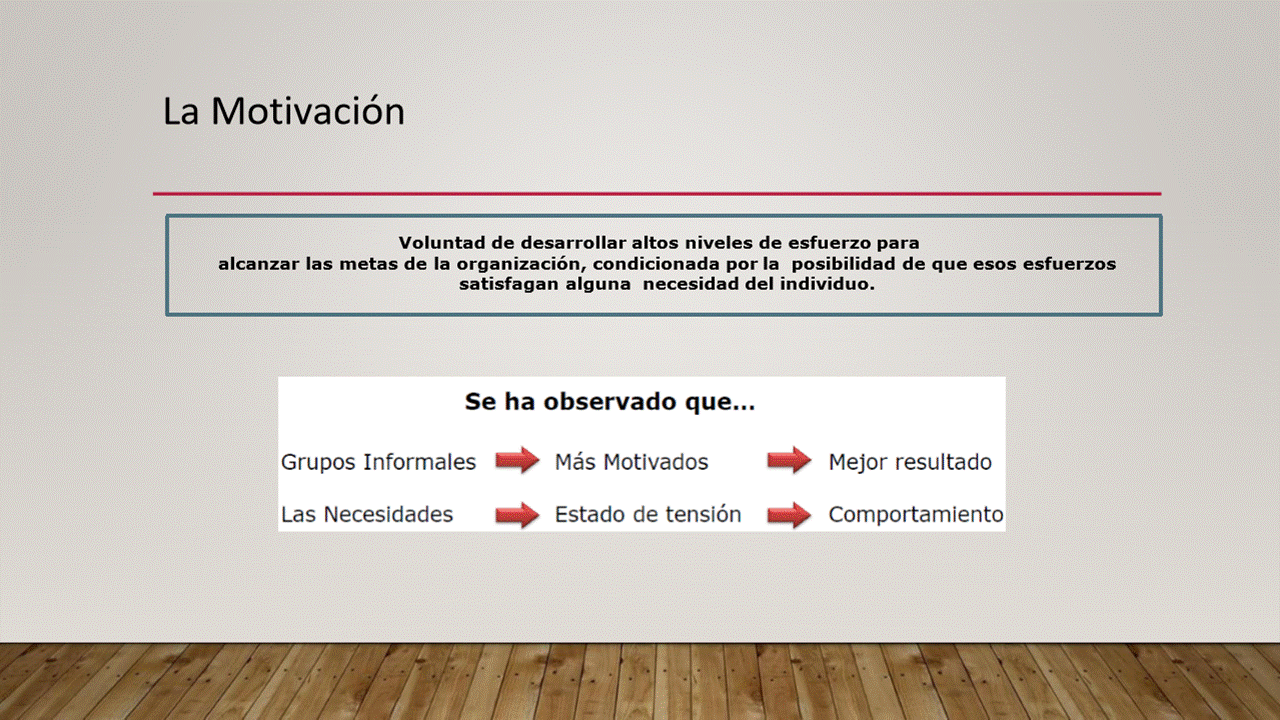 La Motivación
Voluntad de desarrollar altos niveles de esfuerzo para
alcanzar las metas de la organización, condicionada por la posibilidad de que esos esfuerzos
satisfagan alguna necesidad del individuo.
Se ha observado que...
Grupos Informales Más Motivados Mejor resultado
Las Necesidades Estado de tensión Comportamiento